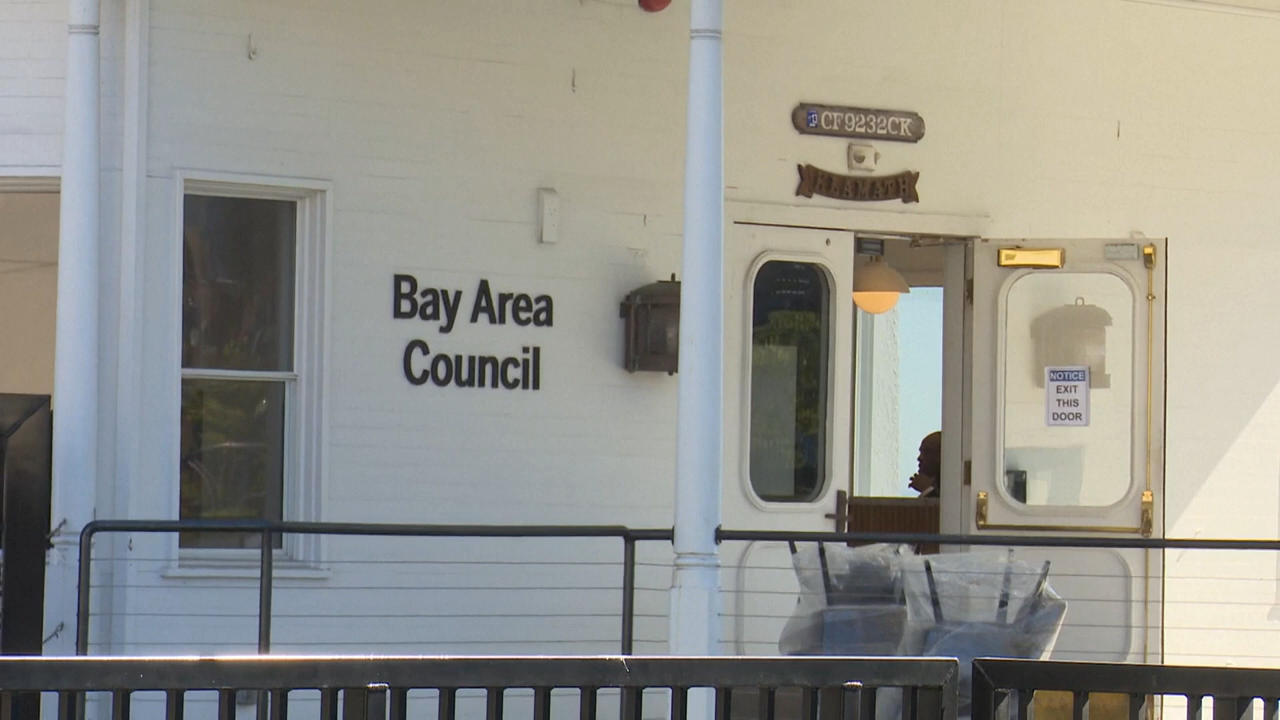 Bay Area
Council
CF9232CK
KLAMATH
NOTICE
EXIT
THIS
DOOR